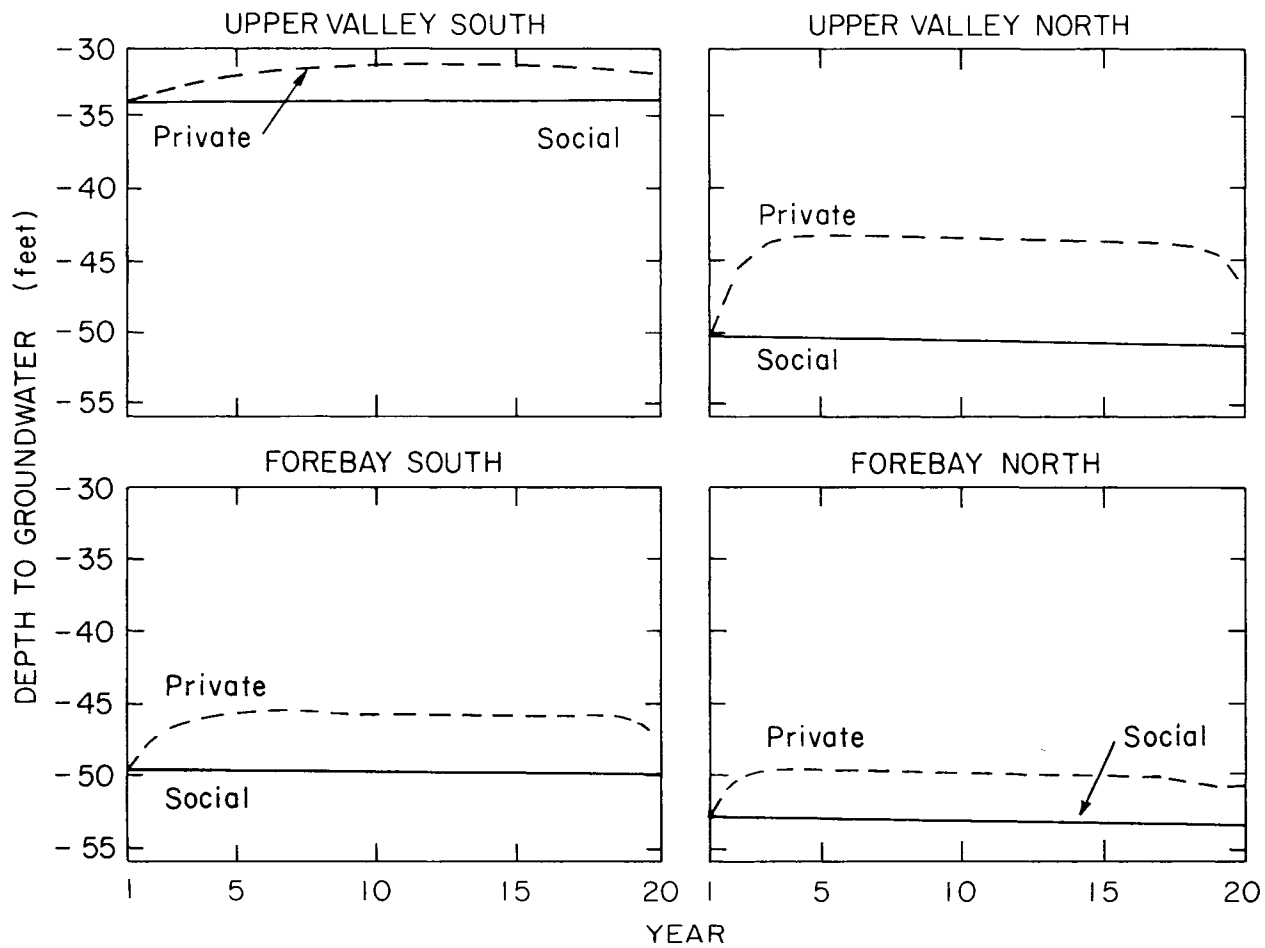 UPPER VALLEY SOUTH
UPPER VALLEY NORTH
DEPTH TO GROUNDWATER (feet)
-30
-35
-40
-45
-50
-55
Private
Social
Private
Social
FOREBAY SOUTH
FOREBAY NORTH
-30
-35
-40
-45
-50
-55
Private
Social
Private
Social
1 5 10 15 20
1 5 10 15 20
YEAR